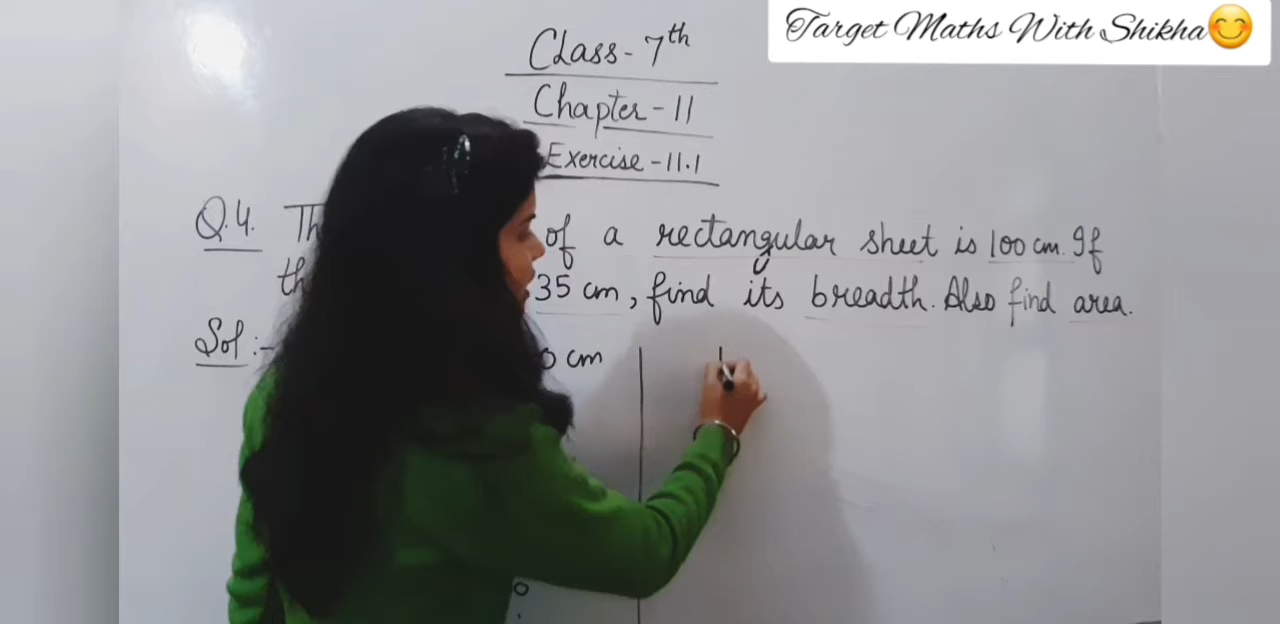 Target Maths With Shikha😊
Class-7th
Chapter-11
Exercise-11.1
Q.4. Th of a rectangular sheet is 100 cm. If
th 35 cm, find its breadth. Also find area.
Sol:- 0 cm